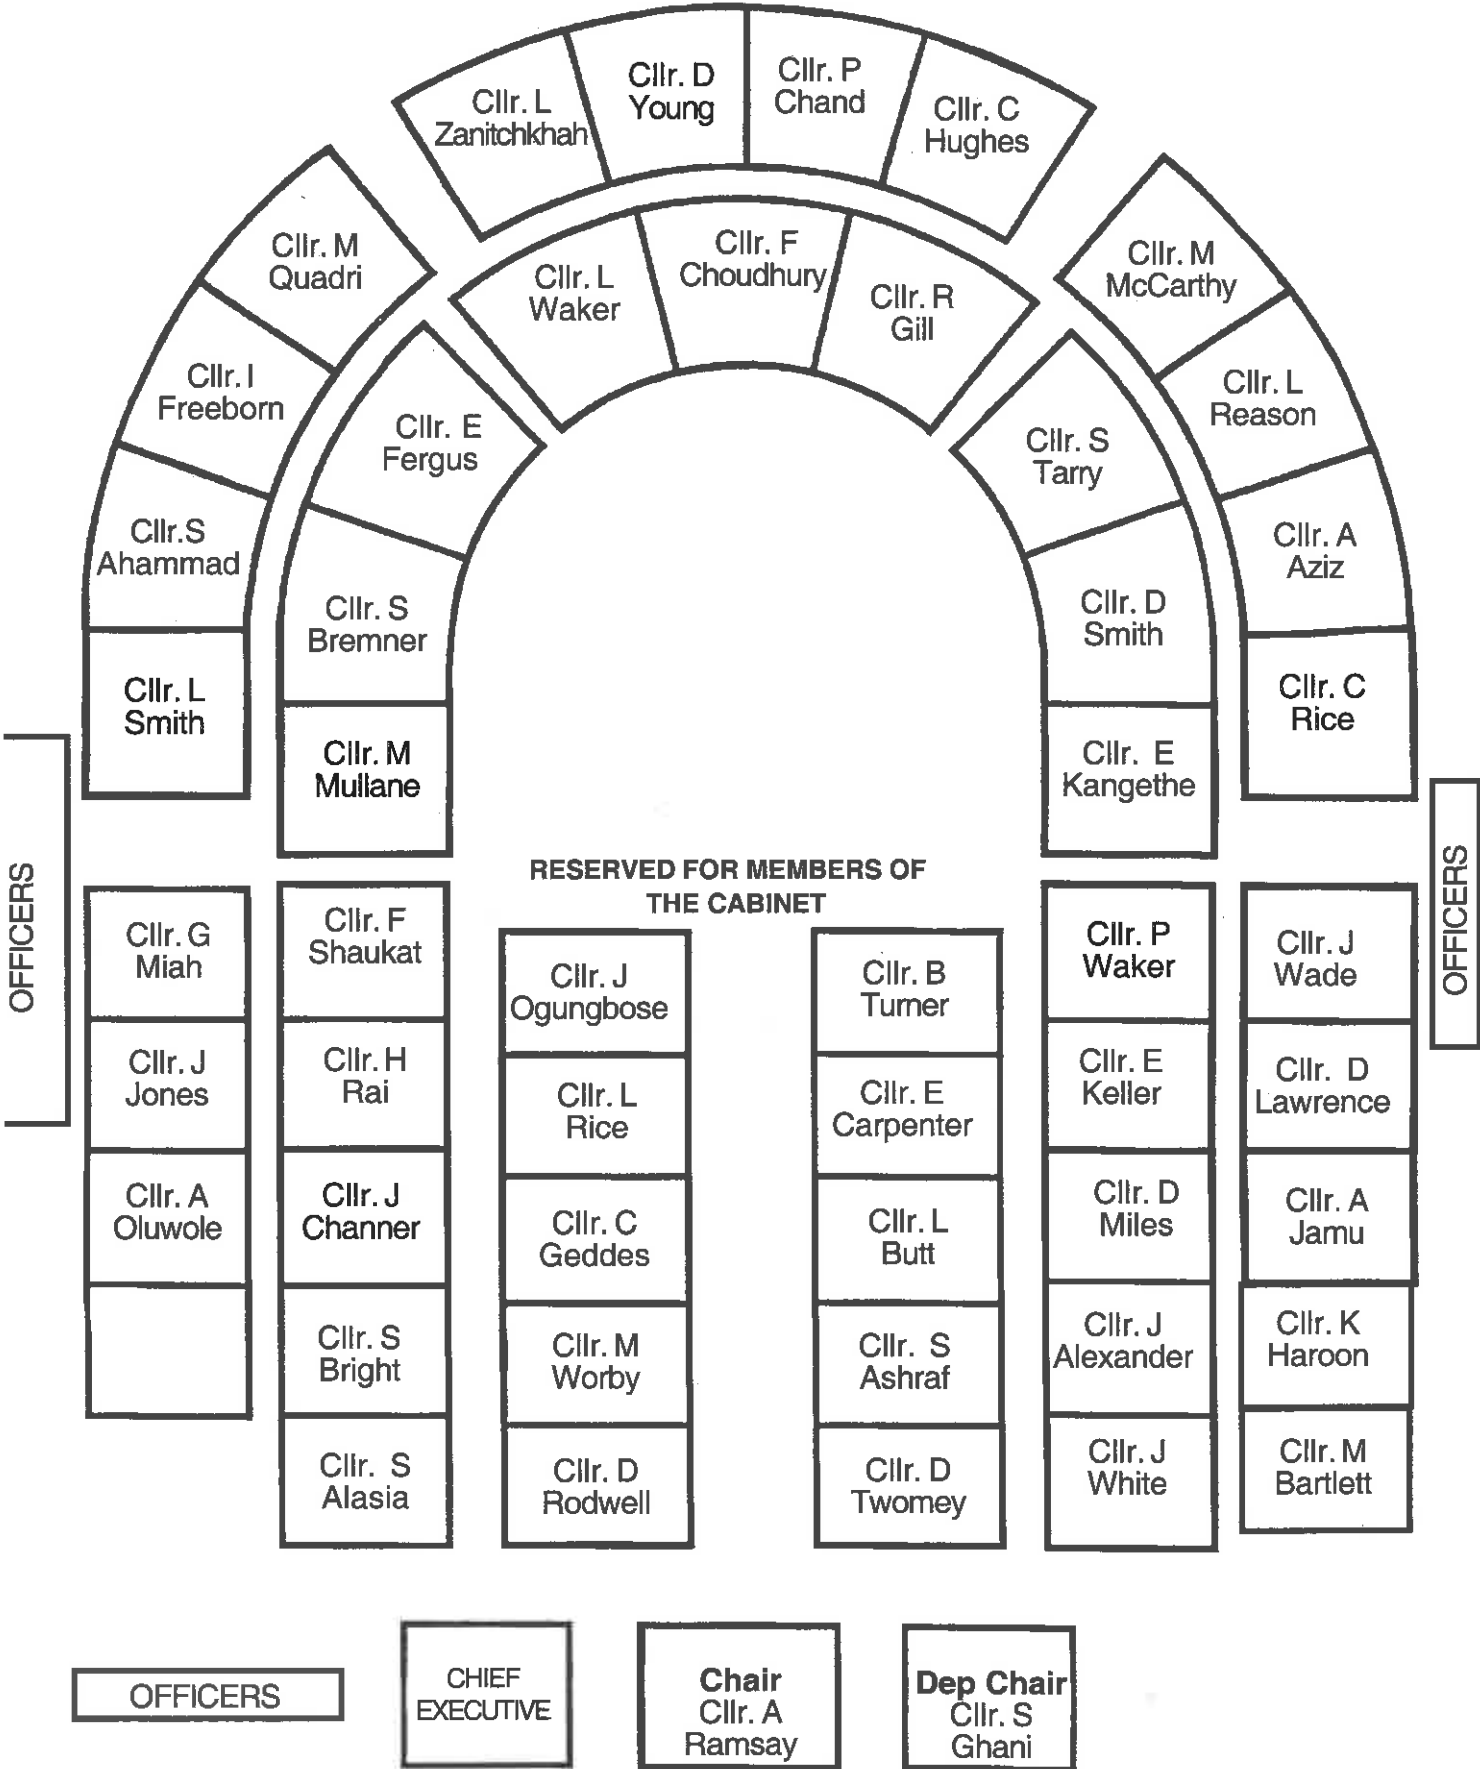 Cllr. L
Zanitchkhah
Cllr. D
Young
Cllr. P
Chand
Cllr. C
Hughes
Cllr. M
Quadri
Cllr. L
Waker
Cllr. F
Choudhury
Cllr. R
Gill
Cllr. M
McCarthy
Cllr. I
Freeborn
Cllr. E
Fergus
Cllr. S
Tarry
Cllr. L
Reason
Cllr.S
Ahammad
Cllr. S
Bremner
Cllr. D
Smith
Cllr. A
Aziz
Cllr. L
Smith
Cllr. M
Mullane
Cllr. E
Kangethe
Cllr. C
Rice
OFFICERS
OFFICERS
RESERVED FOR MEMBERS OF
THE CABINET
Cllr. G
Miah
Cllr. F
Shaukat
Cllr. J
Ogungbose
Cllr. B
Turner
Cllr. P
Waker
Cllr. J
Wade
Cllr. J
Jones
Cllr. H
Rai
Cllr. L
Rice
Cllr. E
Carpenter
Cllr. E
Keller
Cllr. D
Lawrence
Cllr. A
Oluwole
Cllr. J
Channer
Cllr. C
Geddes
Cllr. L
Butt
Cllr. D
Miles
Cllr. A
Jamu
Cllr. S
Bright
Cllr. M
Worby
Cllr. S
Ashraf
Cllr. J
Alexander
Cllr. K
Haroon
Cllr. S
Alasia
Cllr. D
Rodwell
Cllr. D
Twomey
Cllr. J
White
Cllr. M
Bartlett
OFFICERS
CHIEF
EXECUTIVE
Chair
Cllr. A
Ramsay
Dep Chair
Cllr. S
Ghani